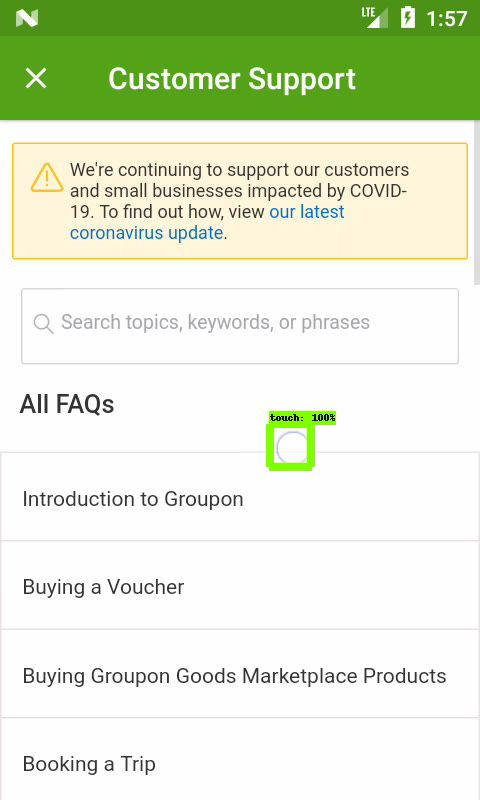 LTE 1:57
Customer Support
We're continuing to support our customers
and small businesses impacted by COVID-
19. To find out how, view our latest
coronavirus update.
Search topics, keywords, or phrases
All FAQs
touch: 100%
Introduction to Groupon
Buying a Voucher
Buying Groupon Goods Marketplace Products
Booking a Trip